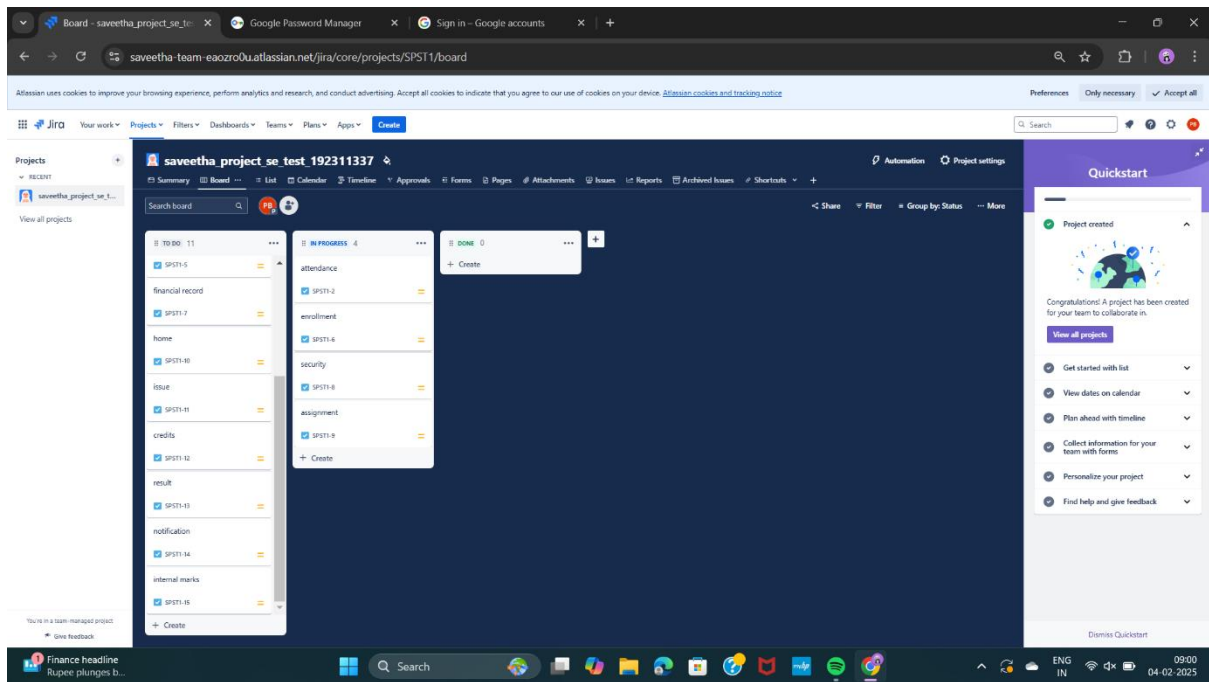 Board - saveetha_project_se_te
Google Password Manager
Sign in – Google accounts
saveetha-team-eaozro0u.atlassian.net/jira/core/projects/SPST1/board
Atlassian uses cookies to improve your browsing experience, perform analytics and research, and conduct advertising. Accept all cookies to indicate that you agree to our use of cookies on your device. Atlassian cookies and tracking notice
Preferences
Only necessary
Accept all
Jira
Your work
Projects
Filters
Dashboards
Teams
Plans
Apps
Create
Search
PB
Projects
RECENT
saveetha_project_se_t...
View all projects
saveetha_project_se_test_192311337
Automation
Project settings
Summary
Board
List
Calendar
Timeline
Approvals
Forms
Pages
Attachments
Issues
Reports
Archived Issues
Shortcuts
Search board
PB
Share
Filter
Group by: Status
More
TO DO 11
SPST1-5
financial record
SPST1-7
home
SPST1-10
issue
SPST1-11
credits
SPST1-12
result
SPST1-13
notification
SPST1-14
internal marks
SPST1-15
+ Create
IN PROGRESS 4
attendance
SPST1-2
enrollment
SPST1-6
security
SPST1-8
assignment
SPST1-9
+ Create
DONE 0
+ Create
Quickstart
Project created
Congratulations! A project has been created
for your team to collaborate in.
View all projects
Get started with list
View dates on calendar
Plan ahead with timeline
Collect information for your
team with forms
Personalize your project
Find help and give feedback
Dismiss Quickstart
You're in a team-managed project
Give feedback
1
Finance headline
Rupee plunges b...
Search
ENG
IN
09:00
04-02-2025